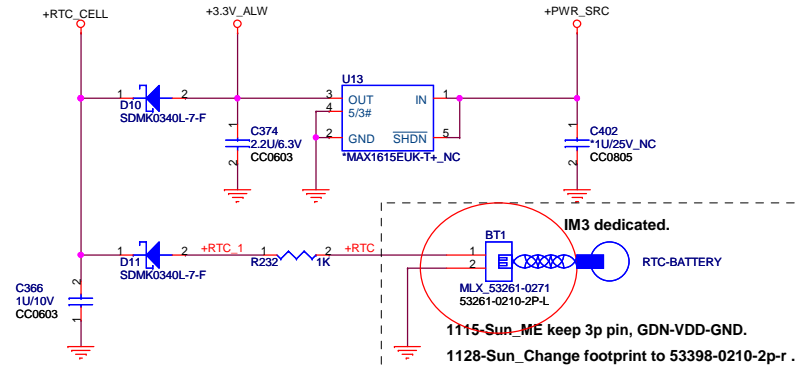 +RTC_CELL
+3.3V_ALW
+PWR_SRC
U13
1
2
D10
SDMK0340L-7-F
3
OUT
IN
1
4
5/3#
2
GND
SHDN
5
*MAX1615EUK-T+_NC
1
2
C374
2.2U/6.3V
CC0603
1
2
C402
*1U/25V_NC
CC0805
IM3 dedicated.
BT1
1
2
D11
SDMK0340L-7-F
+RTC_1
1
2
R232
1K
+RTC
1
2
RTC-BATTERY
MLX_53261-0271
53261-0210-2P-L
C366
1U/10V
CC0603
2
1
1115-Sun_ME keep 3p pin, GDN-VDD-GND.
1128-Sun_Change footprint to 53398-0210-2p-r .